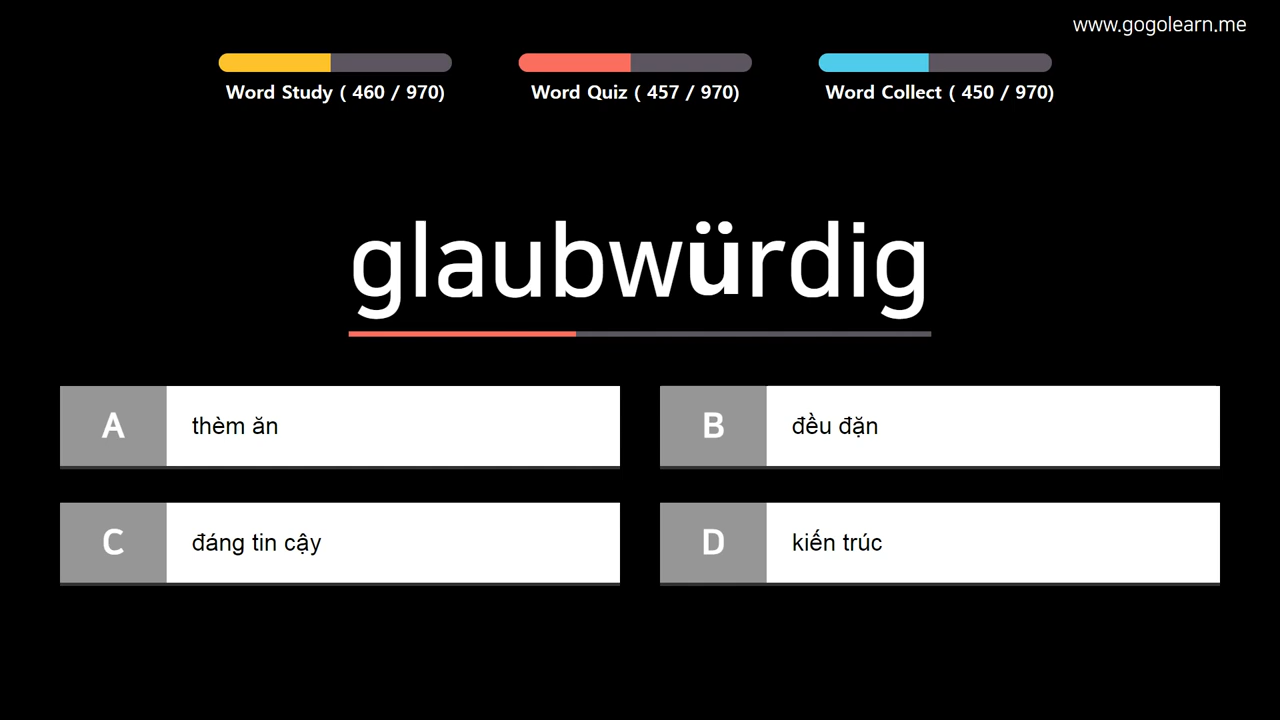 www.gogolearn.me
Word Study ( 460 / 970)
Word Quiz ( 457 / 970)
Word Collect ( 450 / 970)
glaubwürdig
A thèm ăn
B đều đặn
C đáng tin cậy
D kiến trúc